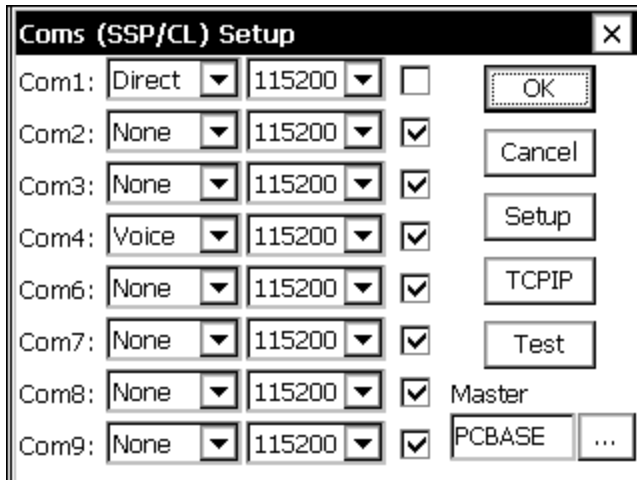 Coms (SSP/CL) Setup
Com1: Direct 115200
OK
Com2: None 115200
Cancel
Com3: None 115200
Setup
Com4: Voice 115200
Com6: None 115200
TCPIP
Com7: None 115200
Test
Com8: None 115200
Master
Com9: None 115200
PCBASE ...